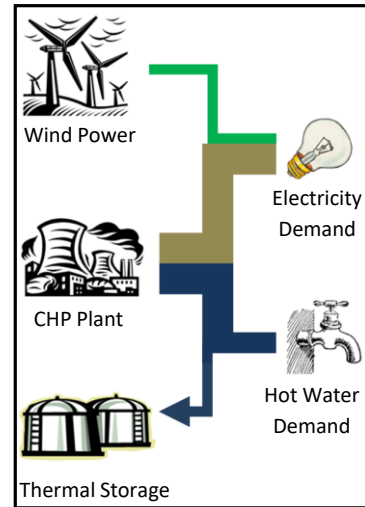 Wind Power
Electricity
Demand
CHP Plant
Hot Water
Demand
Thermal Storage